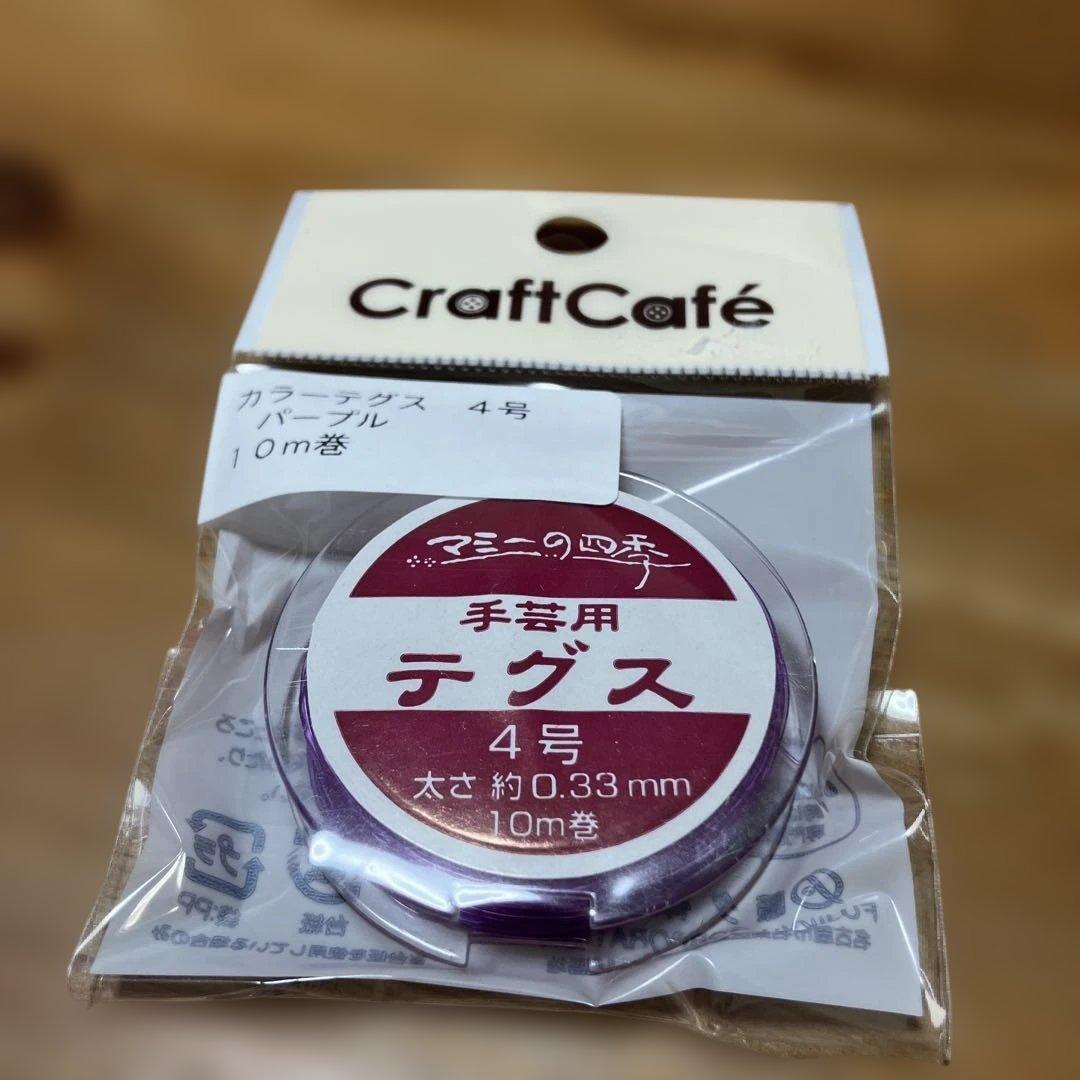 CraftCafé
カラーテグス 4号
パープル
10m巻
マミーの四季
手芸用
テグス
4号
太さ 約0.33mm
10m巻